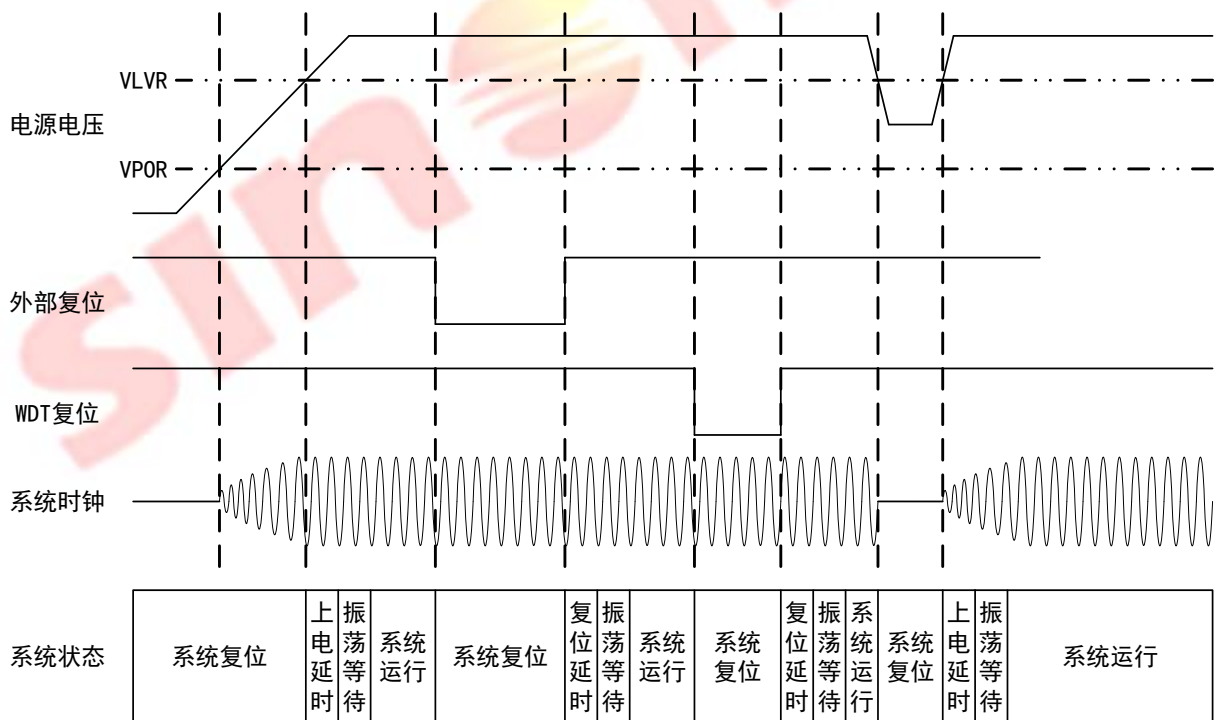 VLVR
电源电压
VPOR
外部复位
WDT复位
系统时钟
系统状态
系统复位
上电延时
振荡等待
系统运行
系统复位
复位延时
振荡等待
系统运行
系统复位
复位延时
振荡等待
系统运行
系统复位
上电延时
振荡等待
系统运行
sin